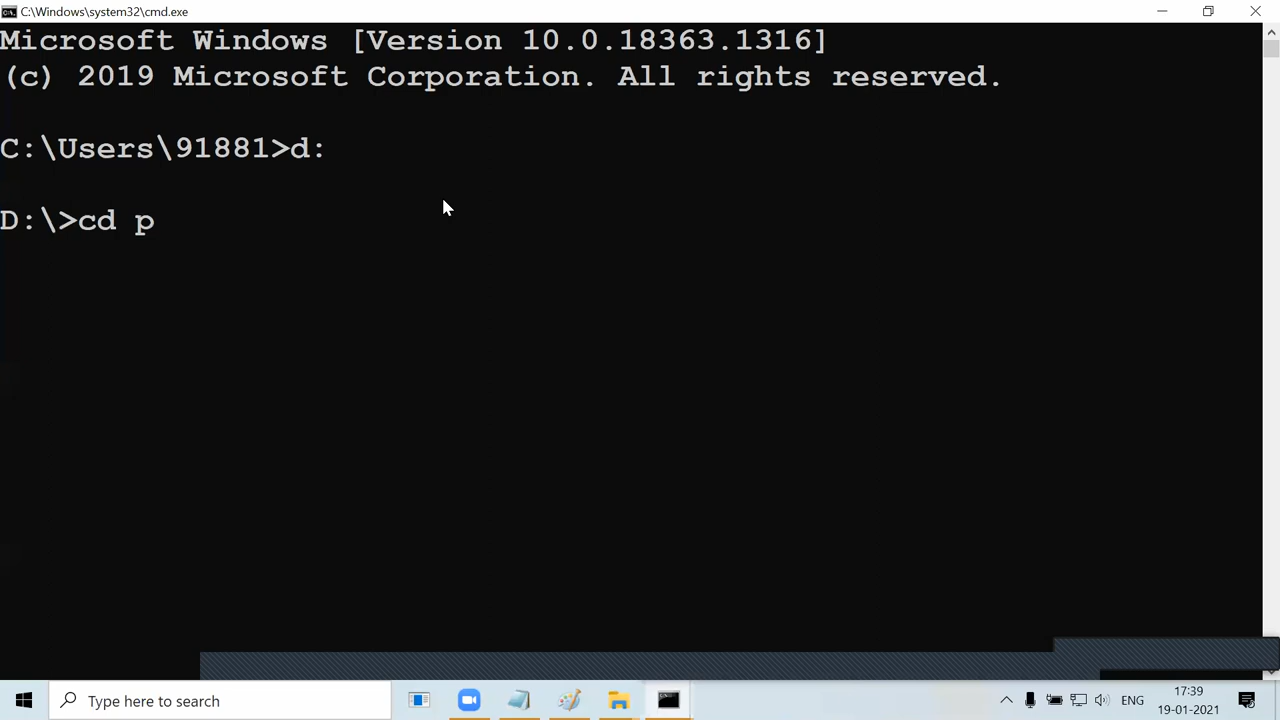 C:\Windows\system32\cmd.exe
Microsoft Windows [Version 10.0.18363.1316]
(c) 2019 Microsoft Corporation. All rights reserved.
C:\Users\91881>d:
D:\>cd p
Type here to search
ENG
17:39
19-01-2021